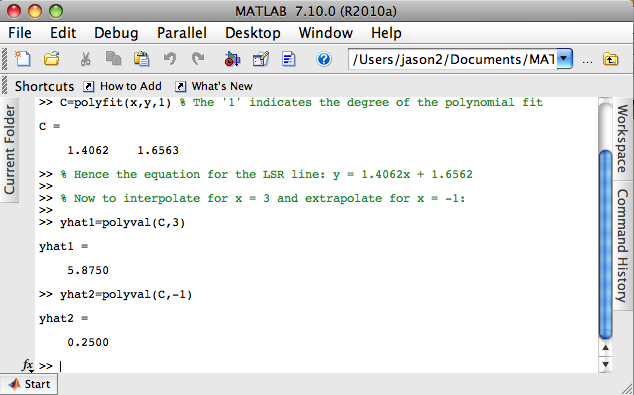 MATLAB 7.10.0 (R2010a)
File Edit Debug Parallel Desktop Window Help
/Users/jason2/Documents/MAT ...
Shortcuts How to Add What's New
Current Folder
>> C=polyfit(x,y,1) % The '1' indicates the degree of the polynomial fit
C =
1.4062 1.6563
>> % Hence the equation for the LSR line: y = 1.4062x + 1.6562
>>
>> % Now to interpolate for x = 3 and extrapolate for x = -1:
>>
>> yhat1=polyval(C,3)
yhat1 =
5.8750
>> yhat2=polyval(C,-1)
yhat2 =
0.2500
fx >>
Workspace
Command History
Start